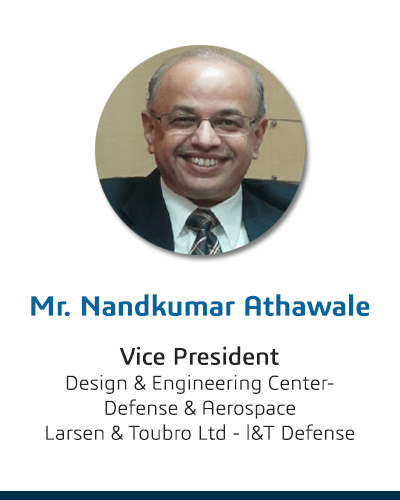 Mr. Nandkumar Athawale
Vice President
Design & Engineering Center-
Defense & Aerospace
Larsen & Toubro Ltd - l&T Defense